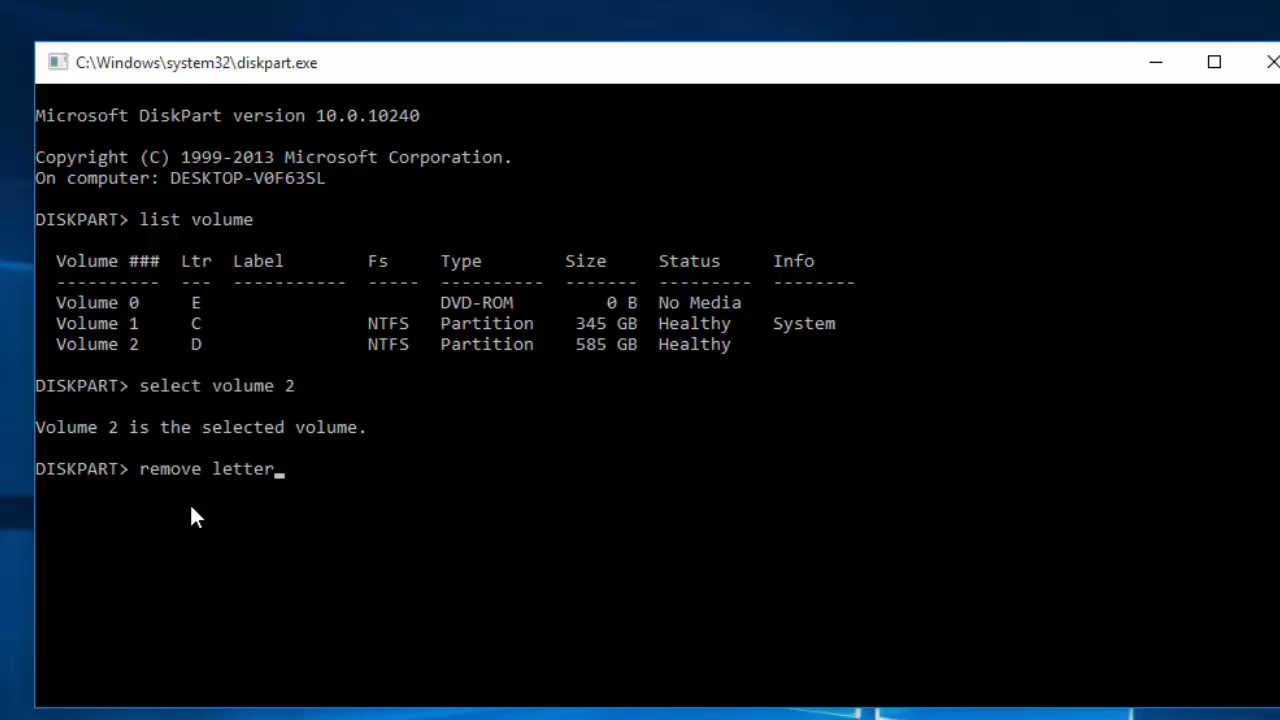 C:\Windows\system32\diskpart.exe
Microsoft DiskPart version 10.0.10240
Copyright (C) 1999-2013 Microsoft Corporation.
On computer: DESKTOP-V0F63SL
DISKPART> list volume
Volume ###  Ltr  Label        Fs     Type        Size     Status     Info
----------  ---  -----------  -----  ----------  -------  ---------  --------
Volume 0     E                       DVD-ROM         0 B  No Media
Volume 1     C                NTFS   Partition    345 GB  Healthy    System
Volume 2     D                NTFS   Partition    585 GB  Healthy
DISKPART> select volume 2
Volume 2 is the selected volume.
DISKPART> remove letter_